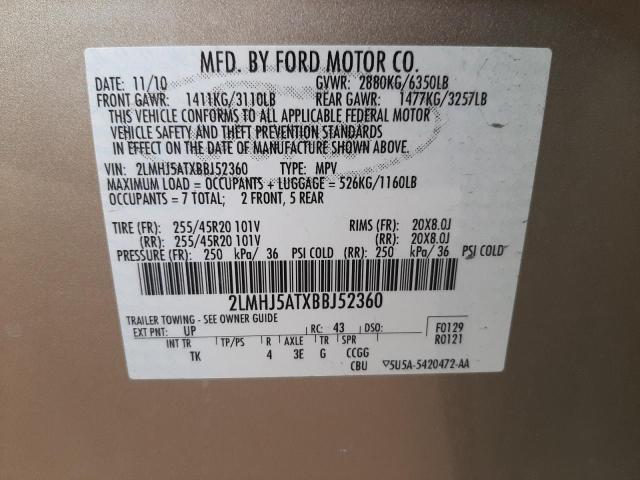 MFD. BY FORD MOTOR CO.
DATE: 11/10 GVWR: 2880KG/6350LB
FRONT GAWR: 1411KG/3110LB REAR GAWR: 1477KG/3257LB
THIS VEHICLE CONFORMS TO ALL APPLICABLE FEDERAL MOTOR
VEHICLE SAFETY AND THEFT PREVENTION STANDARDS
IN EFFECT ON THE DATE OF MANUFACTURE SHOWN ABOVE.
VIN: 2LMHJ5ATXBBJ52360 TYPE: MPV
MAXIMUM LOAD = OCCUPANTS + LUGGAGE = 526KG/1160LB
OCCUPANTS = 7 TOTAL; 2 FRONT, 5 REAR
TIRE (FR): 255/45R20 101V RIMS (FR): 20X8.0J
(RR): 255/45R20 101V (RR): 20X8.0J
PRESSURE (FR): 250 kPa/ 36 PSI COLD (RR): 250 kPa/ 36 PSI COLD
2LMHJ5ATXBBJ52360
TRAILER TOWING - SEE OWNER GUIDE
EXT PNT: UP RC: 43 DSO: F0129
R0121
INT TR TP/PS R AXLE TR SPR
TK 4 3E G CCGG
CBU ▽5U5A-5420472-AA